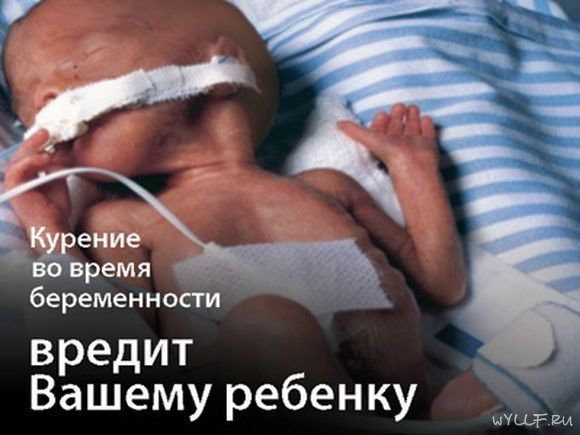 Курение
во время
беременности
вредит
Вашему ребенку
wYLLF.RU